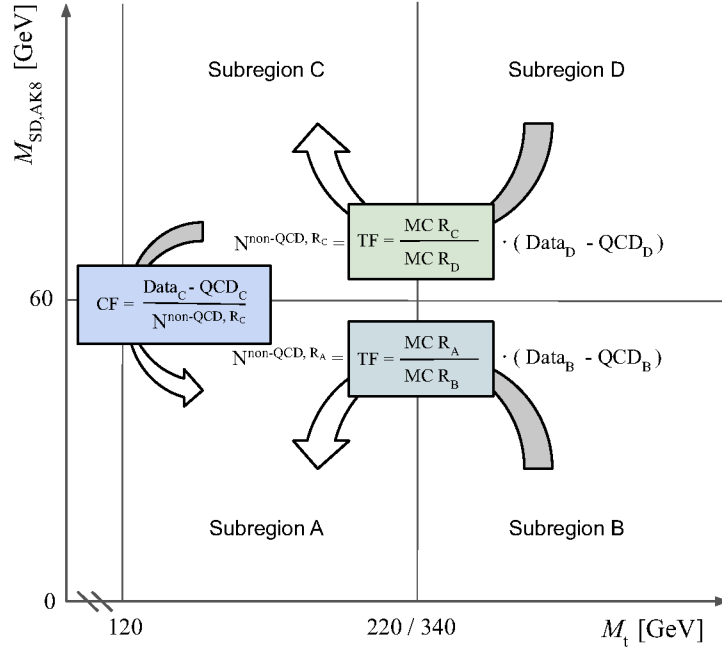 M_SD,AK8 [GeV]
Subregion C
Subregion D
N^non-QCD, R_C = TF = MC R_C / MC R_D · ( Data_D - QCD_D )
60
CF = Data_C - QCD_C / N^non-QCD, R_C
N^non-QCD, R_A = TF = MC R_A / MC R_B · ( Data_B - QCD_B )
Subregion A
Subregion B
0
120
220 / 340
M_t [GeV]